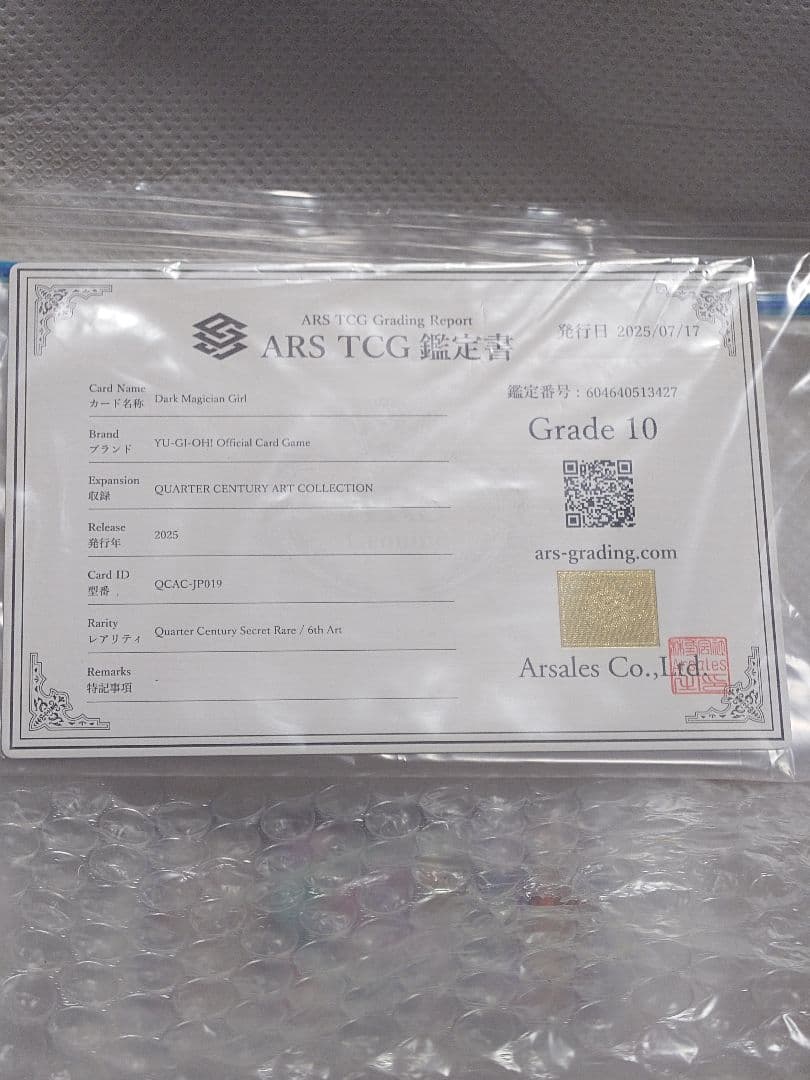 ARS TCG Grading Report
ARS TCG 鑑定書
発行日 2025/07/17
Card Name
カード名称 Dark Magician Girl
Brand
ブランド YU-GI-OH! Official Card Game
Expansion
収録 QUARTER CENTURY ART COLLECTION
Release
発行年 2025
Card ID
型番 QCAC-JP019
Rarity
レアリティ Quarter Century Secret Rare / 6th Art
Remarks
特記事項 -
鑑定番号：604640513427
Grade 10
ars-grading.com
Arsales Co.,Ltd.
Arsales